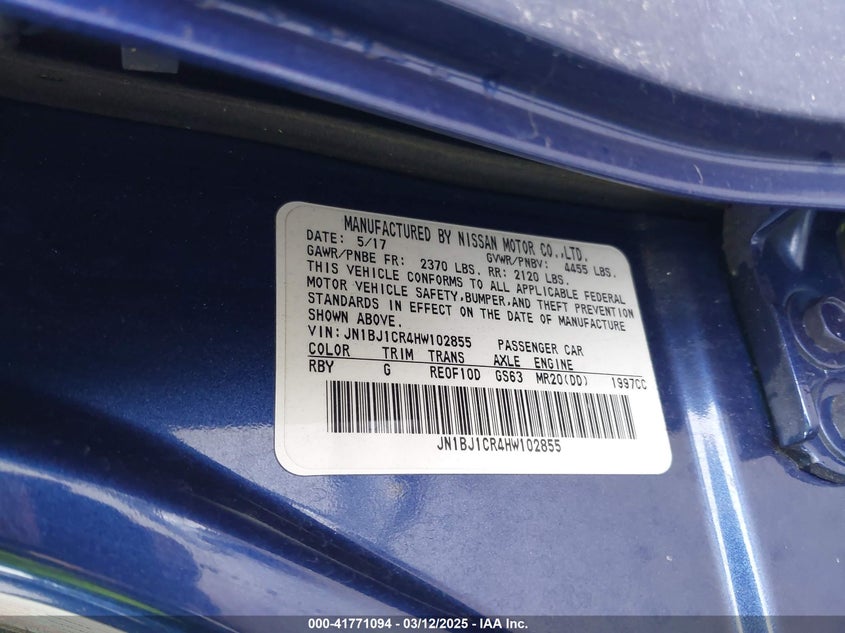 MANUFACTURED BY NISSAN MOTOR CO.,LTD.
DATE: 5/17 GVWR/PNBV: 4455 LBS.
GAWR/PNBE FR: 2370 LBS. RR: 2120 LBS.
THIS VEHICLE CONFORMS TO ALL APPLICABLE FEDERAL
MOTOR VEHICLE SAFETY,BUMPER,AND THEFT PREVENTION
STANDARDS IN EFFECT ON THE DATE OF MANUFACTURE
SHOWN ABOVE.
VIN: JN1BJ1CR4HW102855 PASSENGER CAR
COLOR TRIM TRANS AXLE ENGINE
RBY G RE0F10D GS63 MR20(DD) 1997CC
JN1BJ1CR4HW102855
000-41771094 - 03/12/2025 - IAA Inc.